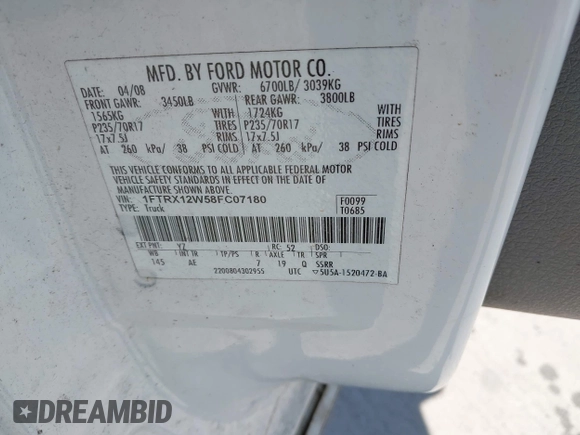 MFD. BY FORD MOTOR CO.
DATE: 04/08 GVWR: 6700LB/ 3039KG
FRONT GAWR: 3450LB REAR GAWR: 3800LB
1565KG WITH 1724KG WITH
P235/70R17 TIRES P235/70R17 TIRES
17x7.5J RIMS 17x7.5J RIMS
AT 260 kPa/ 38 PSI COLD AT 260 kPa/ 38 PSI COLD
THIS VEHICLE CONFORMS TO ALL APPLICABLE FEDERAL MOTOR
VEHICLE SAFETY STANDARDS IN EFFECT ON THE DATE OF
MANUFACTURE SHOWN ABOVE.
VIN: 1FTRX12W58FC07180 F0099
TYPE: Truck T0685
EXT PNT: YZ RC: 52 DSO:
WB INT TR TP/PS R AXLE TR SPR
145 AE 7 19 Q SSRR
2200804302955 UTC ▽5U5A-1520472-BA
DREAMBID